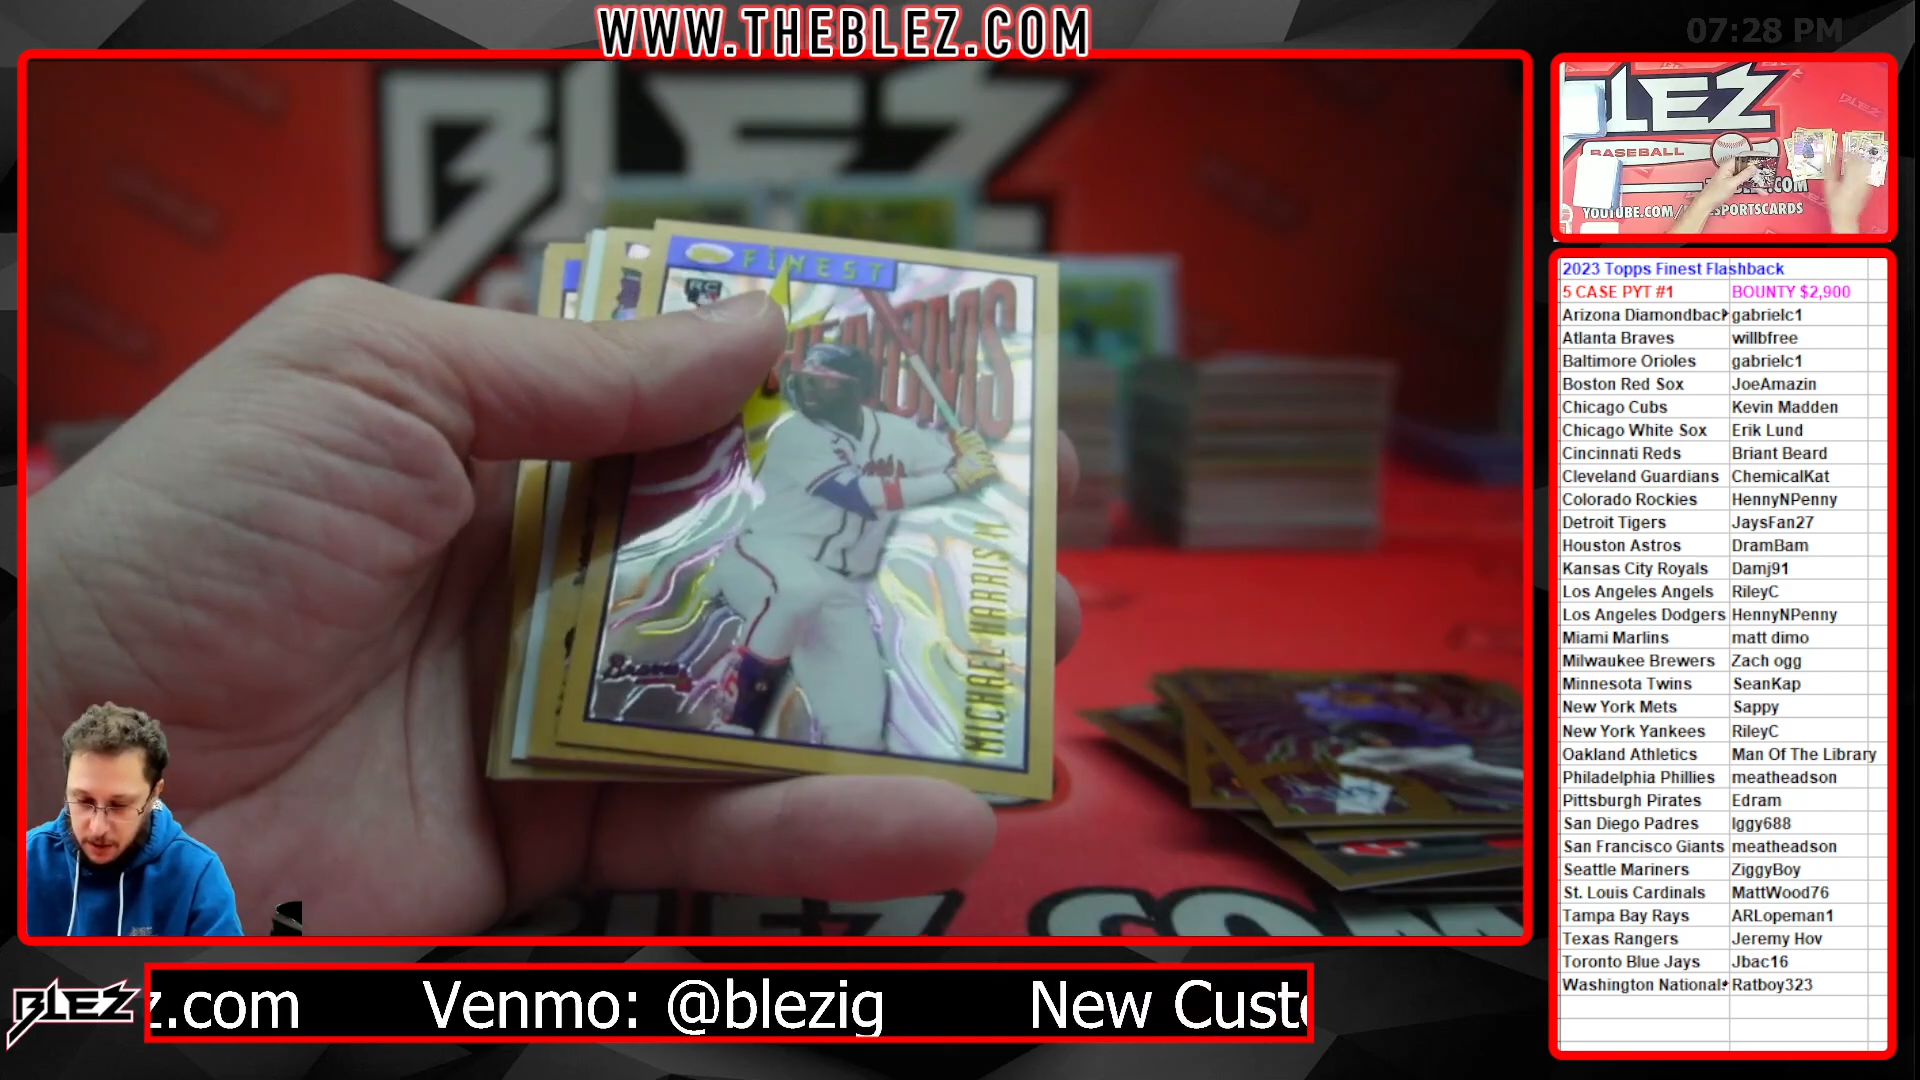 WWW.THEBLEZ.COM
07:28 PM
BLEZ
FINEST
RC
MICHAEL HARRIS II
Braves
BLEZ
BASEBALL
.COM
YOUTUBE.COM/
SPORTSCARDS
2023 Topps Finest Flashback
5 CASE PYT #1 BOUNTY $2,900
Arizona Diamondback gabrielc1
Atlanta Braves willbfree
Baltimore Orioles gabrielc1
Boston Red Sox JoeAmazin
Chicago Cubs Kevin Madden
Chicago White Sox Erik Lund
Cincinnati Reds Briant Beard
Cleveland Guardians ChemicalKat
Colorado Rockies HennyNPenny
Detroit Tigers JaysFan27
Houston Astros DramBam
Kansas City Royals Damj91
Los Angeles Angels RileyC
Los Angeles Dodgers HennyNPenny
Miami Marlins matt dimo
Milwaukee Brewers Zach ogg
Minnesota Twins SeanKap
New York Mets Sappy
New York Yankees RileyC
Oakland Athletics Man Of The Library
Philadelphia Phillies meatheadson
Pittsburgh Pirates Edram
San Diego Padres Iggy688
San Francisco Giants meatheadson
Seattle Mariners ZiggyBoy
St. Louis Cardinals MattWood76
Tampa Bay Rays ARLopeman1
Texas Rangers Jeremy Hov
Toronto Blue Jays Jbac16
Washington Nationals Ratboy323
BLEZ
z.com Venmo: @blezig New Custo